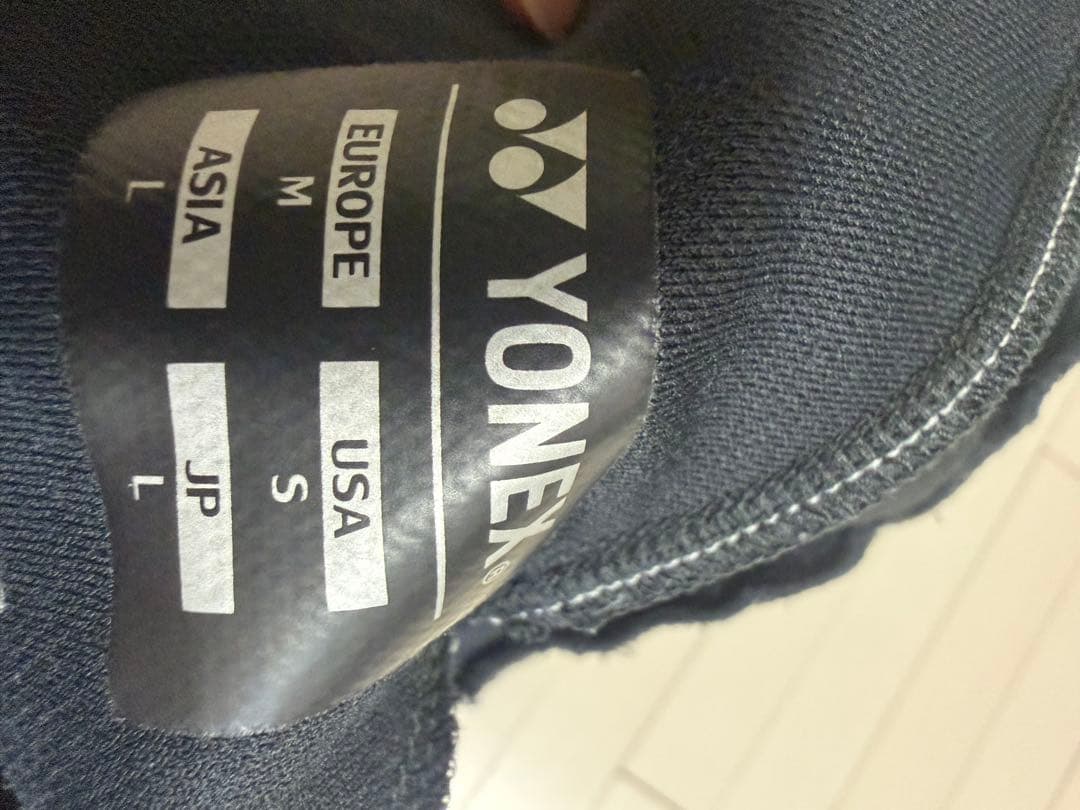 YONEX®
EUROPE USA
M S
ASIA JP
L L